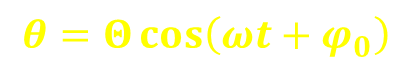 θ = Θ cos(ωt + φ₀)